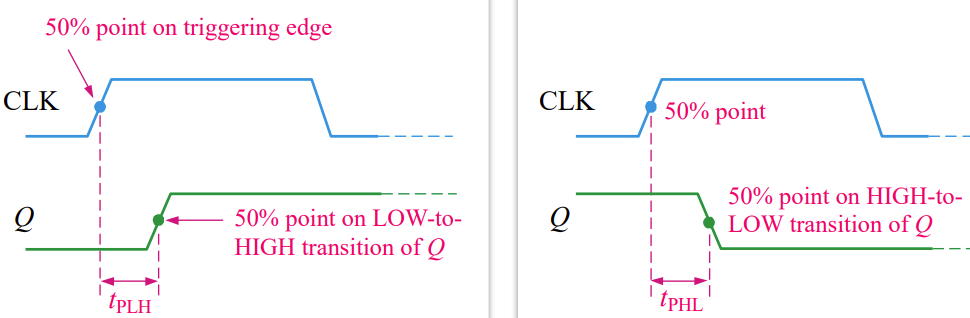 50% point on triggering edge
CLK
Q
50% point on LOW-to-
HIGH transition of Q
tPLH
CLK
50% point
Q
50% point on HIGH-to-
LOW transition of Q
tPHL